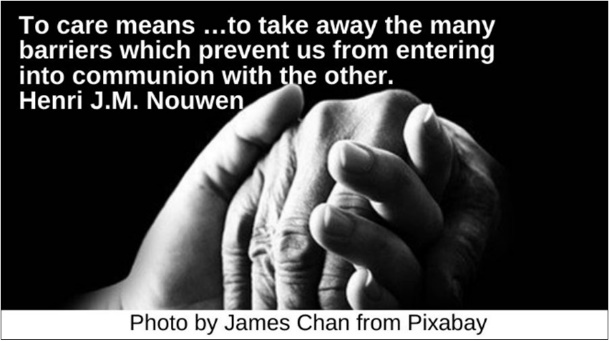 To care means …to take away the many
barriers which prevent us from entering
into communion with the other.
Henri J.M. Nouwen
Photo by James Chan from Pixabay